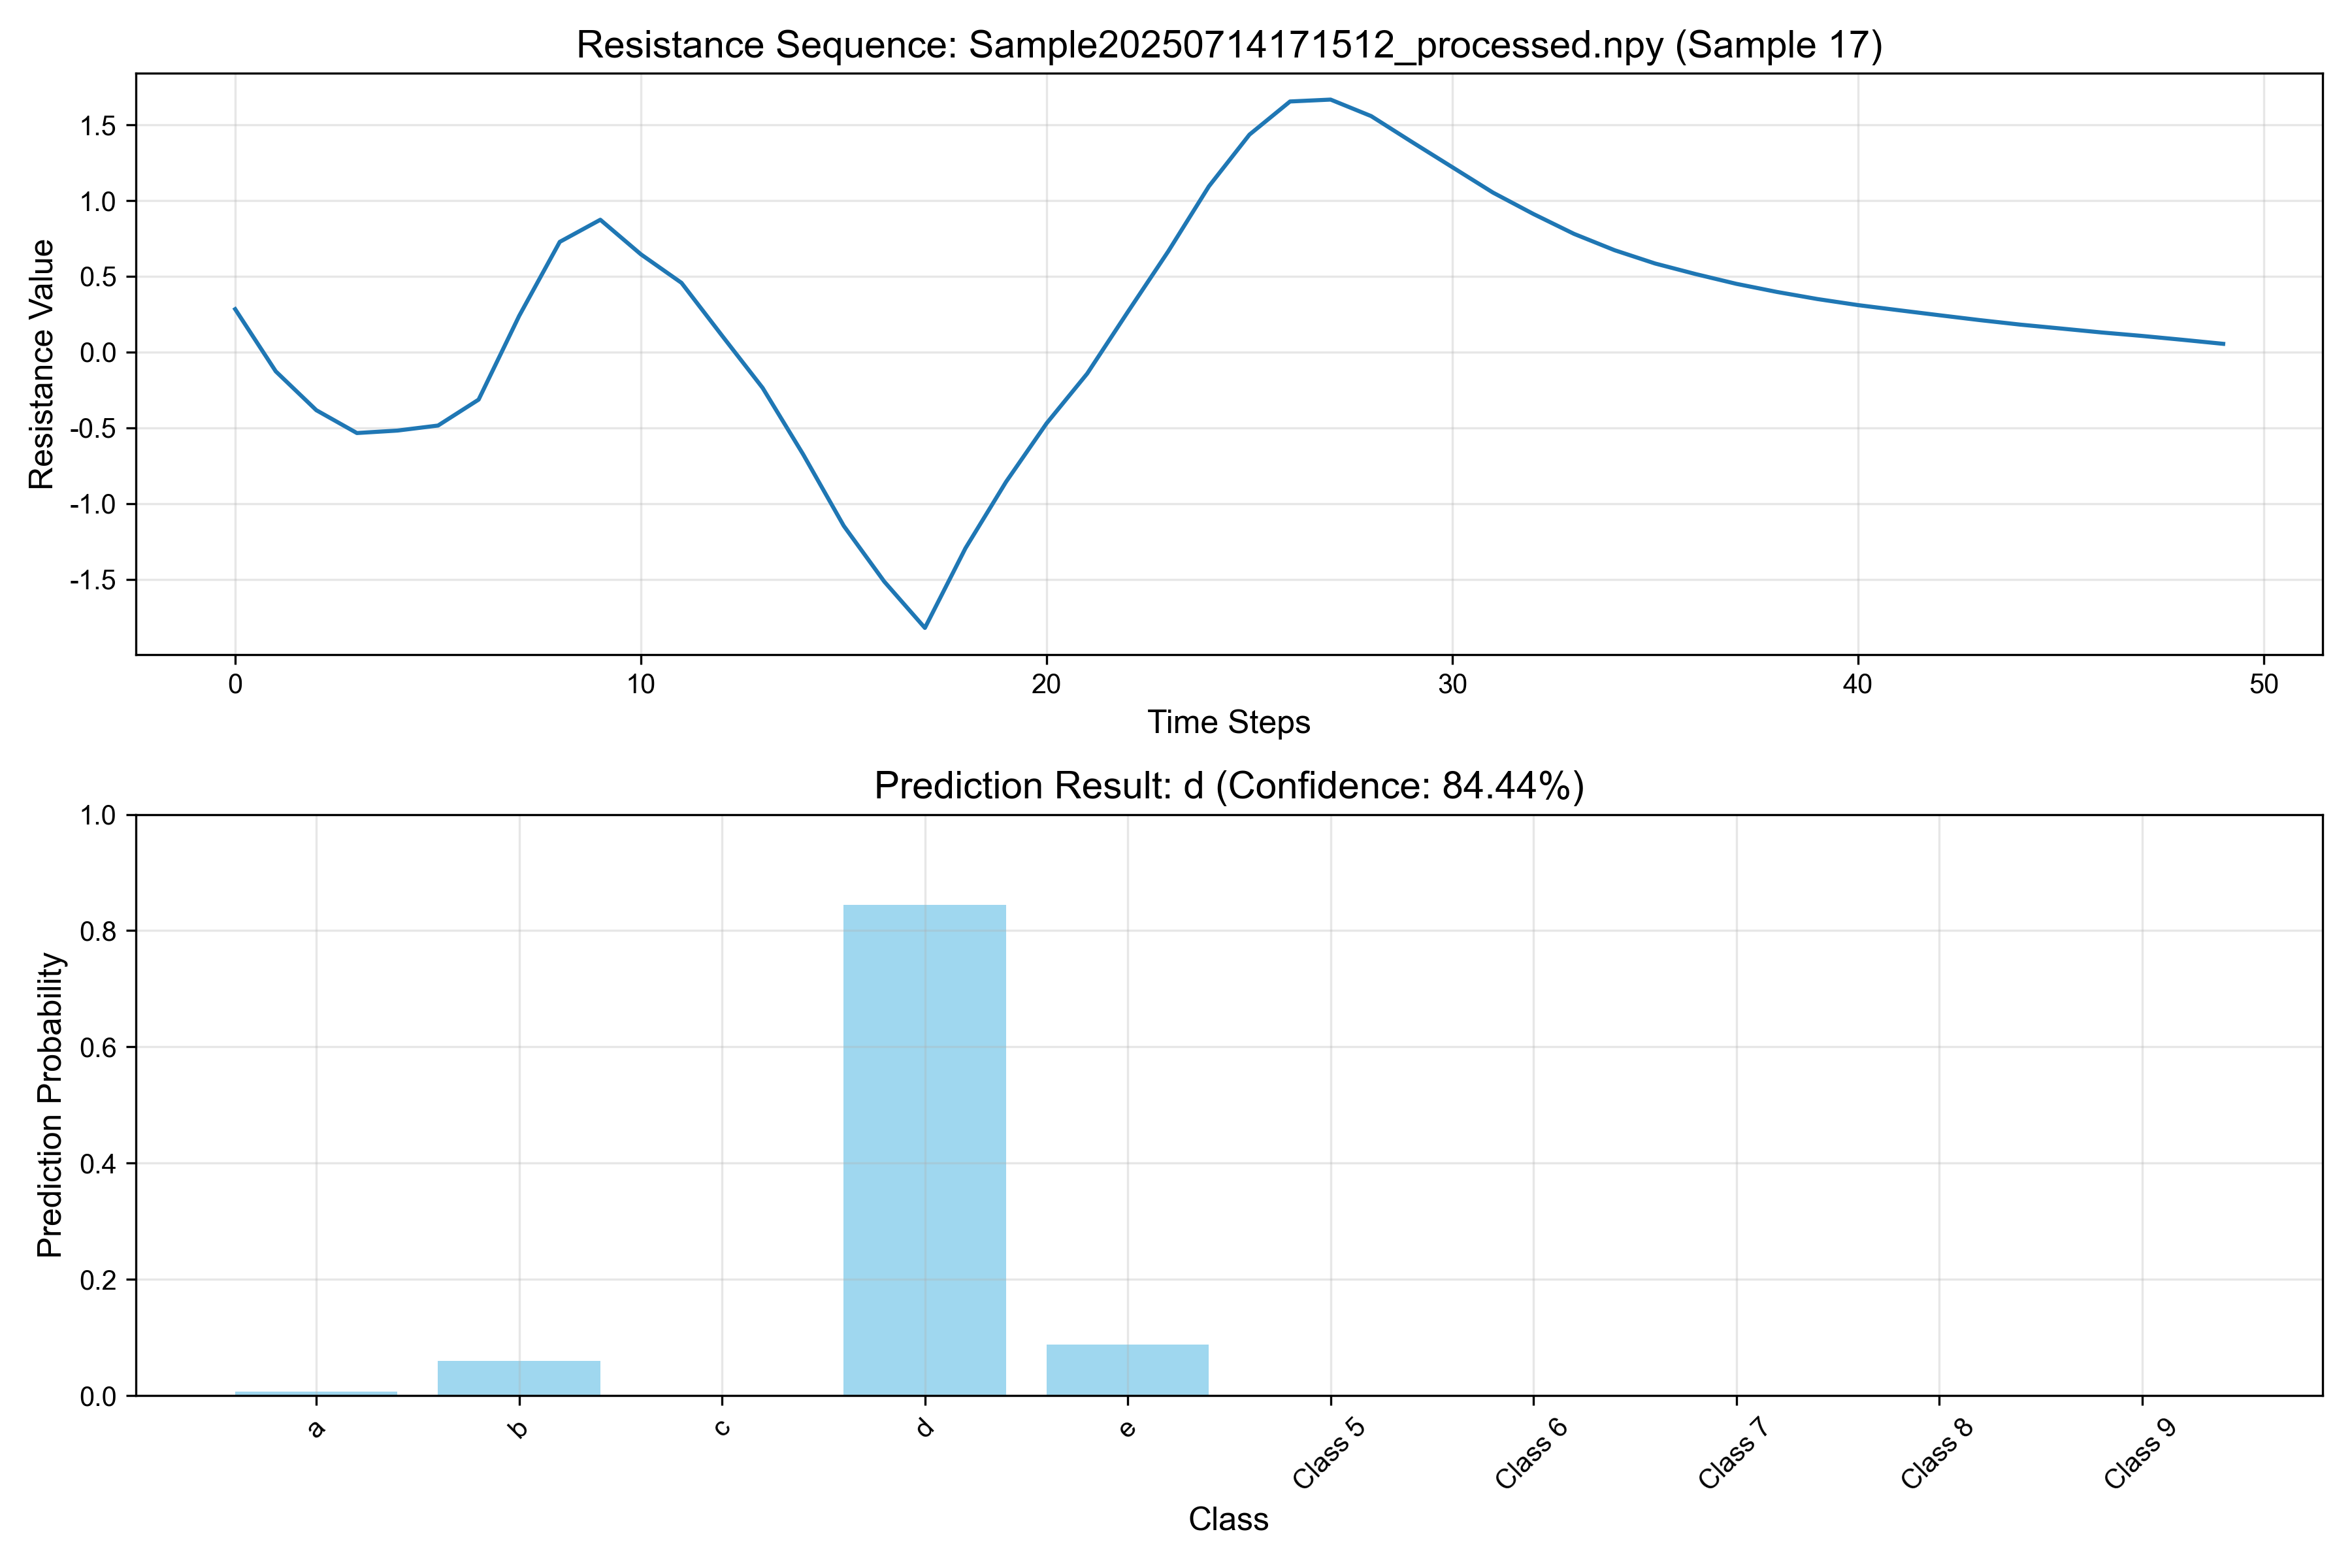 Resistance Sequence: Sample20250714171512_processed.npy (Sample 17)
Resistance Value
1.5
1.0
0.5
0.0
-0.5
-1.0
-1.5
0 10 20 30 40 50
Time Steps
Prediction Result: d (Confidence: 84.44%)
Prediction Probability
1.0
0.8
0.6
0.4
0.2
0.0
a b c d e Class 5 Class 6 Class 7 Class 8 Class 9
Class